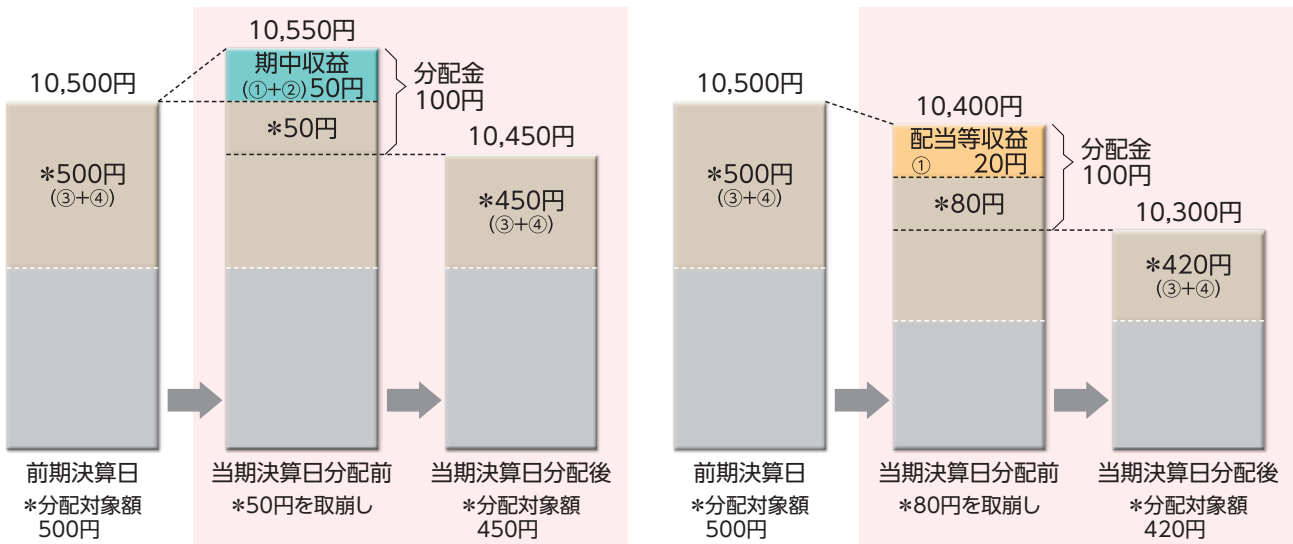 10,500円
＊500円
(③+④)
前期決算日
＊分配対象額
500円
10,550円
期中収益
(①+②)50円
＊50円
分配金
100円
当期決算日分配前
＊50円を取崩し
10,450円
＊450円
(③+④)
当期決算日分配後
＊分配対象額
450円
10,500円
＊500円
(③+④)
前期決算日
＊分配対象額
500円
10,400円
配当等収益
① 20円
＊80円
分配金
100円
当期決算日分配前
＊80円を取崩し
10,300円
＊420円
(③+④)
当期決算日分配後
＊分配対象額
420円